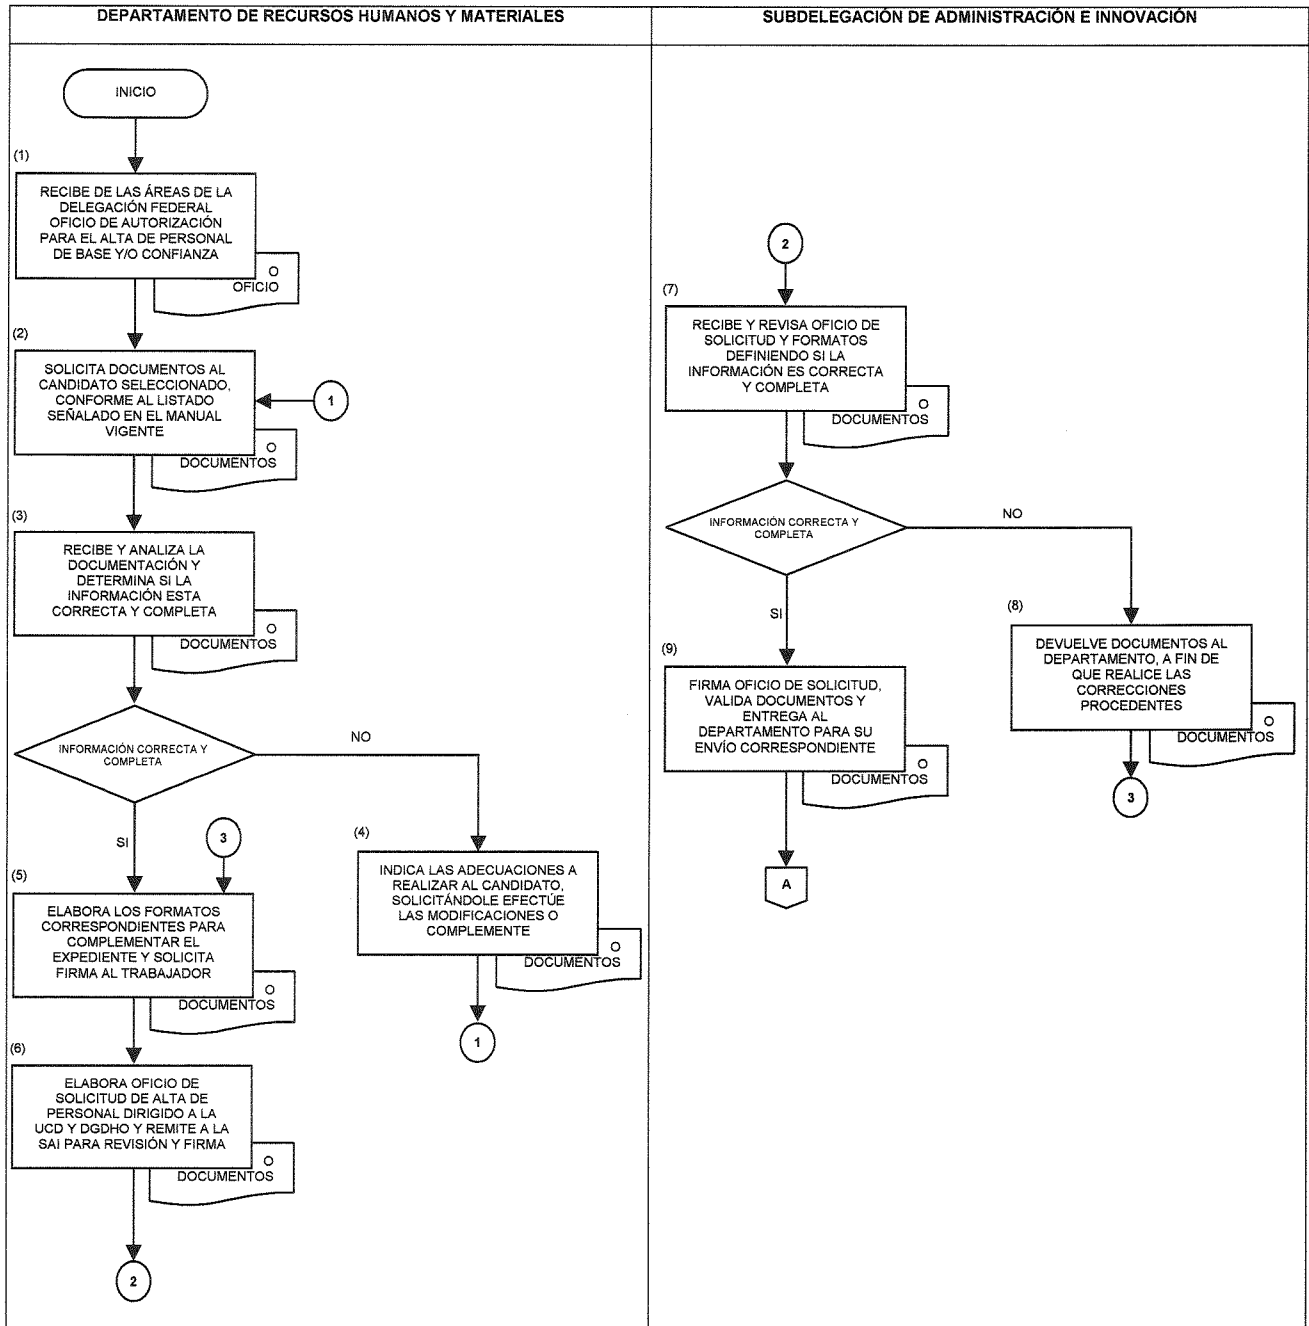 DEPARTAMENTO DE RECURSOS HUMANOS Y MATERIALES
INICIO
(1)
RECIBE DE LAS ÁREAS DE LA
DELEGACIÓN FEDERAL
OFICIO DE AUTORIZACIÓN
PARA EL ALTA DE PERSONAL
DE BASE Y/O CONFIANZA
O
OFICIO
(2)
SOLICITA DOCUMENTOS AL
CANDIDATO SELECCIONADO,
CONFORME AL LISTADO
SEÑALADO EN EL MANUAL
VIGENTE
1
O
DOCUMENTOS
(3)
RECIBE Y ANALIZA LA
DOCUMENTACIÓN Y
DETERMINA SI LA
INFORMACIÓN ESTA
CORRECTA Y COMPLETA
O
DOCUMENTOS
INFORMACIÓN CORRECTA Y
COMPLETA
NO
SI
3
(4)
INDICA LAS ADECUACIONES A
REALIZAR AL CANDIDATO,
SOLICITÁNDOLE EFECTÚE
LAS MODIFICACIONES O
COMPLEMENTE
O
DOCUMENTOS
1
(5)
ELABORA LOS FORMATOS
CORRESPONDIENTES PARA
COMPLEMENTAR EL
EXPEDIENTE Y SOLICITA
FIRMA AL TRABAJADOR
O
DOCUMENTOS
(6)
ELABORA OFICIO DE
SOLICITUD DE ALTA DE
PERSONAL DIRIGIDO A LA
UCD Y DGDHO Y REMITE A LA
SAI PARA REVISIÓN Y FIRMA
O
DOCUMENTOS
2
SUBDELEGACIÓN DE ADMINISTRACIÓN E INNOVACIÓN
2
(7)
RECIBE Y REVISA OFICIO DE
SOLICITUD Y FORMATOS
DEFINIENDO SI LA
INFORMACIÓN ES CORRECTA
Y COMPLETA
O
DOCUMENTOS
INFORMACIÓN CORRECTA Y
COMPLETA
NO
SI
(8)
DEVUELVE DOCUMENTOS AL
DEPARTAMENTO, A FIN DE
QUE REALICE LAS
CORRECCIONES
PROCEDENTES
O
DOCUMENTOS
3
(9)
FIRMA OFICIO DE SOLICITUD,
VALIDA DOCUMENTOS Y
ENTREGA AL
DEPARTAMENTO PARA SU
ENVÍO CORRESPONDIENTE
O
DOCUMENTOS
A